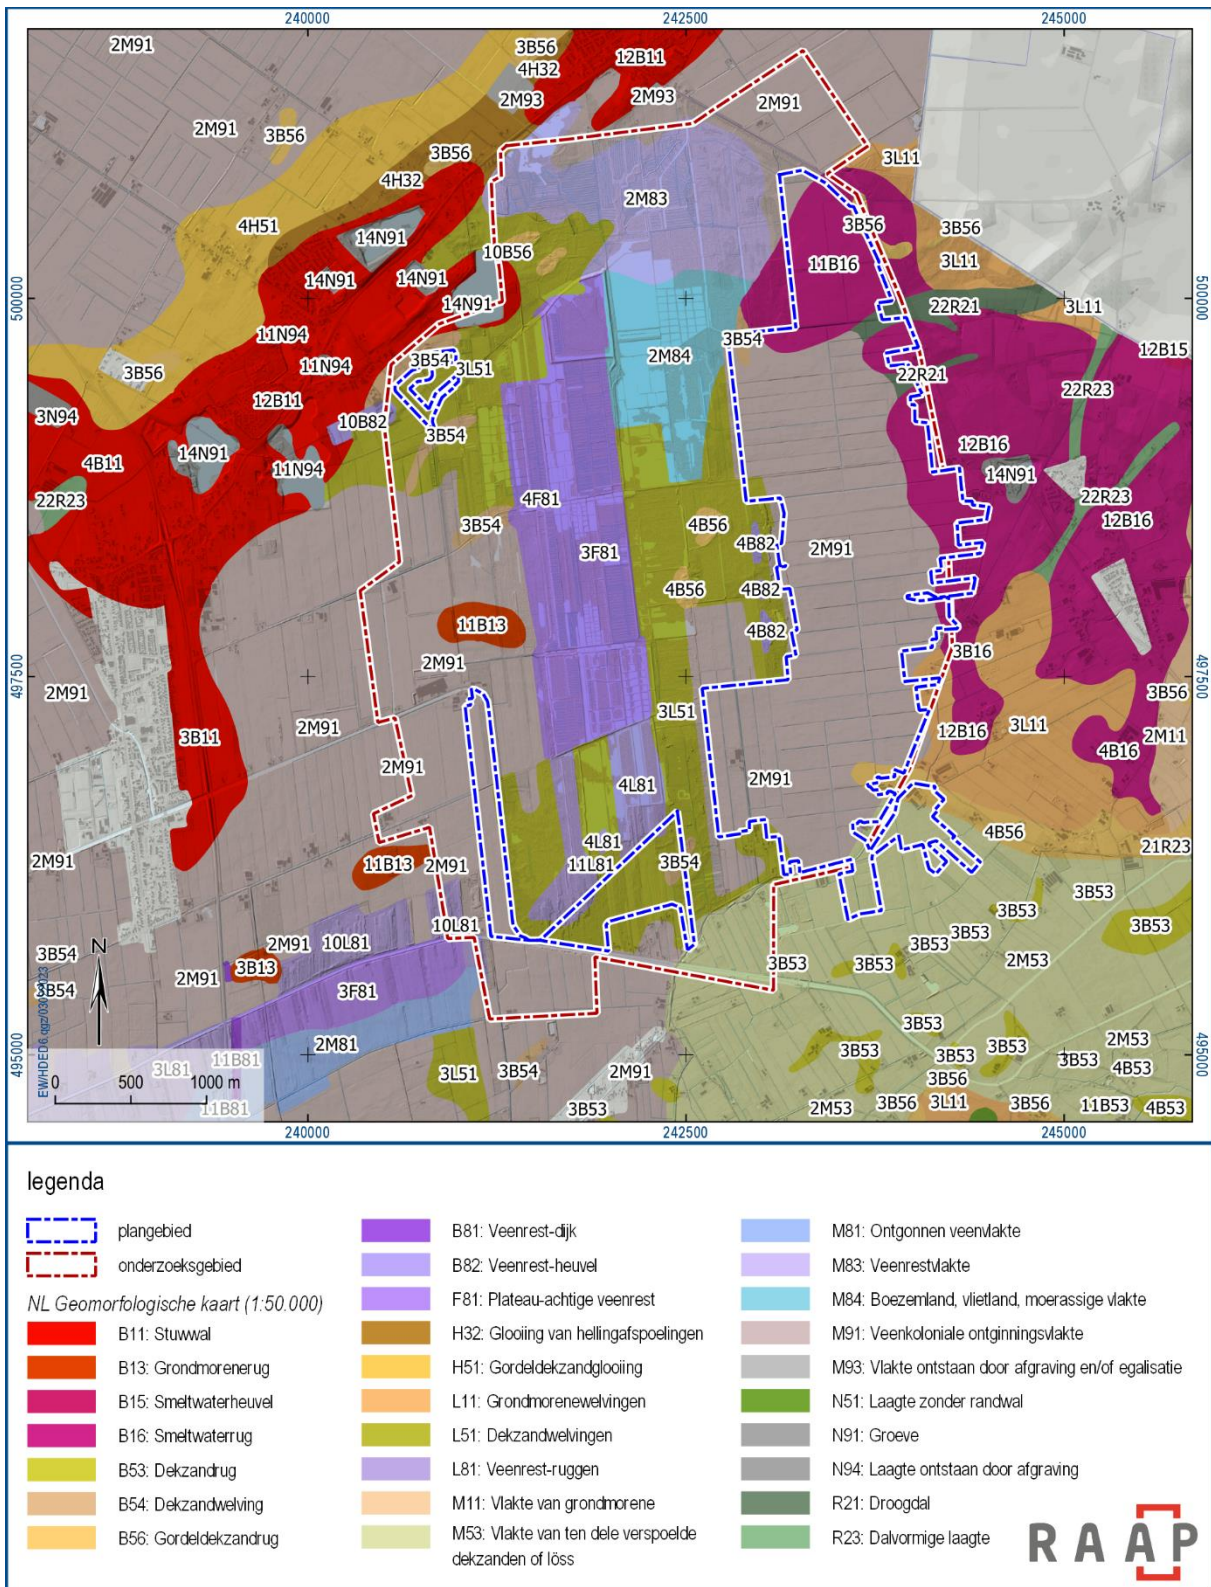 240000 242500 245000
2M91 3B56 12B11
4H32
2M93 2M93 2M91
2M91 3B56
3B56 3L11
4H32 2M83
4H51 3B56 3B56
14N91 10B56
11B16 3L11
14N91 14N91
14N91 22R21 3L11
500000 500000
11N94 3B54
3B54 2M84 12B15
3B56 11N94 3L51 22R21
22R23
3N94 12B11
10B82 3B54
14N91 12B16
4B11 11N94 14N91
22R23 4F81 22R23
3B54 4B56 12B16
4B82 2M91
3F81
4B56 4B82
11B13 4B82
2M91 3B16
497500 497500
2M91 3B56
3L51
2M91 3L11
3B11 12B16 2M11
4B16
2M91 2M91
4L81
4L81 4B56
2M91 11B13 2M91 11L81 3B54 21R23
3B53
3B53
10L81 3B53
N 2M91 10L81 3B53
3B54 2M53
2M91 3B13 3B53 3B53
3B54 3F81
3B53
2M81 2M53
11B81 3B53 3B53 3B53 3B53
495000 495000
3L81 3L51 3B54 2M91 4B53
3B56
11B81 3B53 2M53 3B56 3L11 3B56 11B53 4B53
0 500 1000 m
240000 242500 245000
legenda
plangebied
onderzoeksgebied
NL Geomorfologische kaart (1:50.000)
B11: Stuwwal
B13: Grondmorenerug
B15: Smeltwaterheuvel
B16: Smeltwaterrug
B53: Dekzandrug
B54: Dekzandwelving
B56: Gordeldekzandrug
B81: Veenrest-dijk
B82: Veenrest-heuvel
F81: Plateau-achtige veenrest
H32: Glooiing van hellingafspoelingen
H51: Gordeldekzandglooiing
L11: Grondmorenewelvingen
L51: Dekzandwelvingen
L81: Veenrest-ruggen
M11: Vlakte van grondmorene
M53: Vlakte van ten dele verspoelde
dekzanden of löss
M81: Ontgonnen veenvlakte
M83: Veenrestvlakte
M84: Boezemland, vlietland, moerassige vlakte
M91: Veenkoloniale ontginningsvlakte
M93: Vlakte ontstaan door afgraving en/of egalisatie
N51: Laagte zonder randwal
N91: Groeve
N94: Laagte ontstaan door afgraving
R21: Droogdal
R23: Dalvormige laagte
RAAP